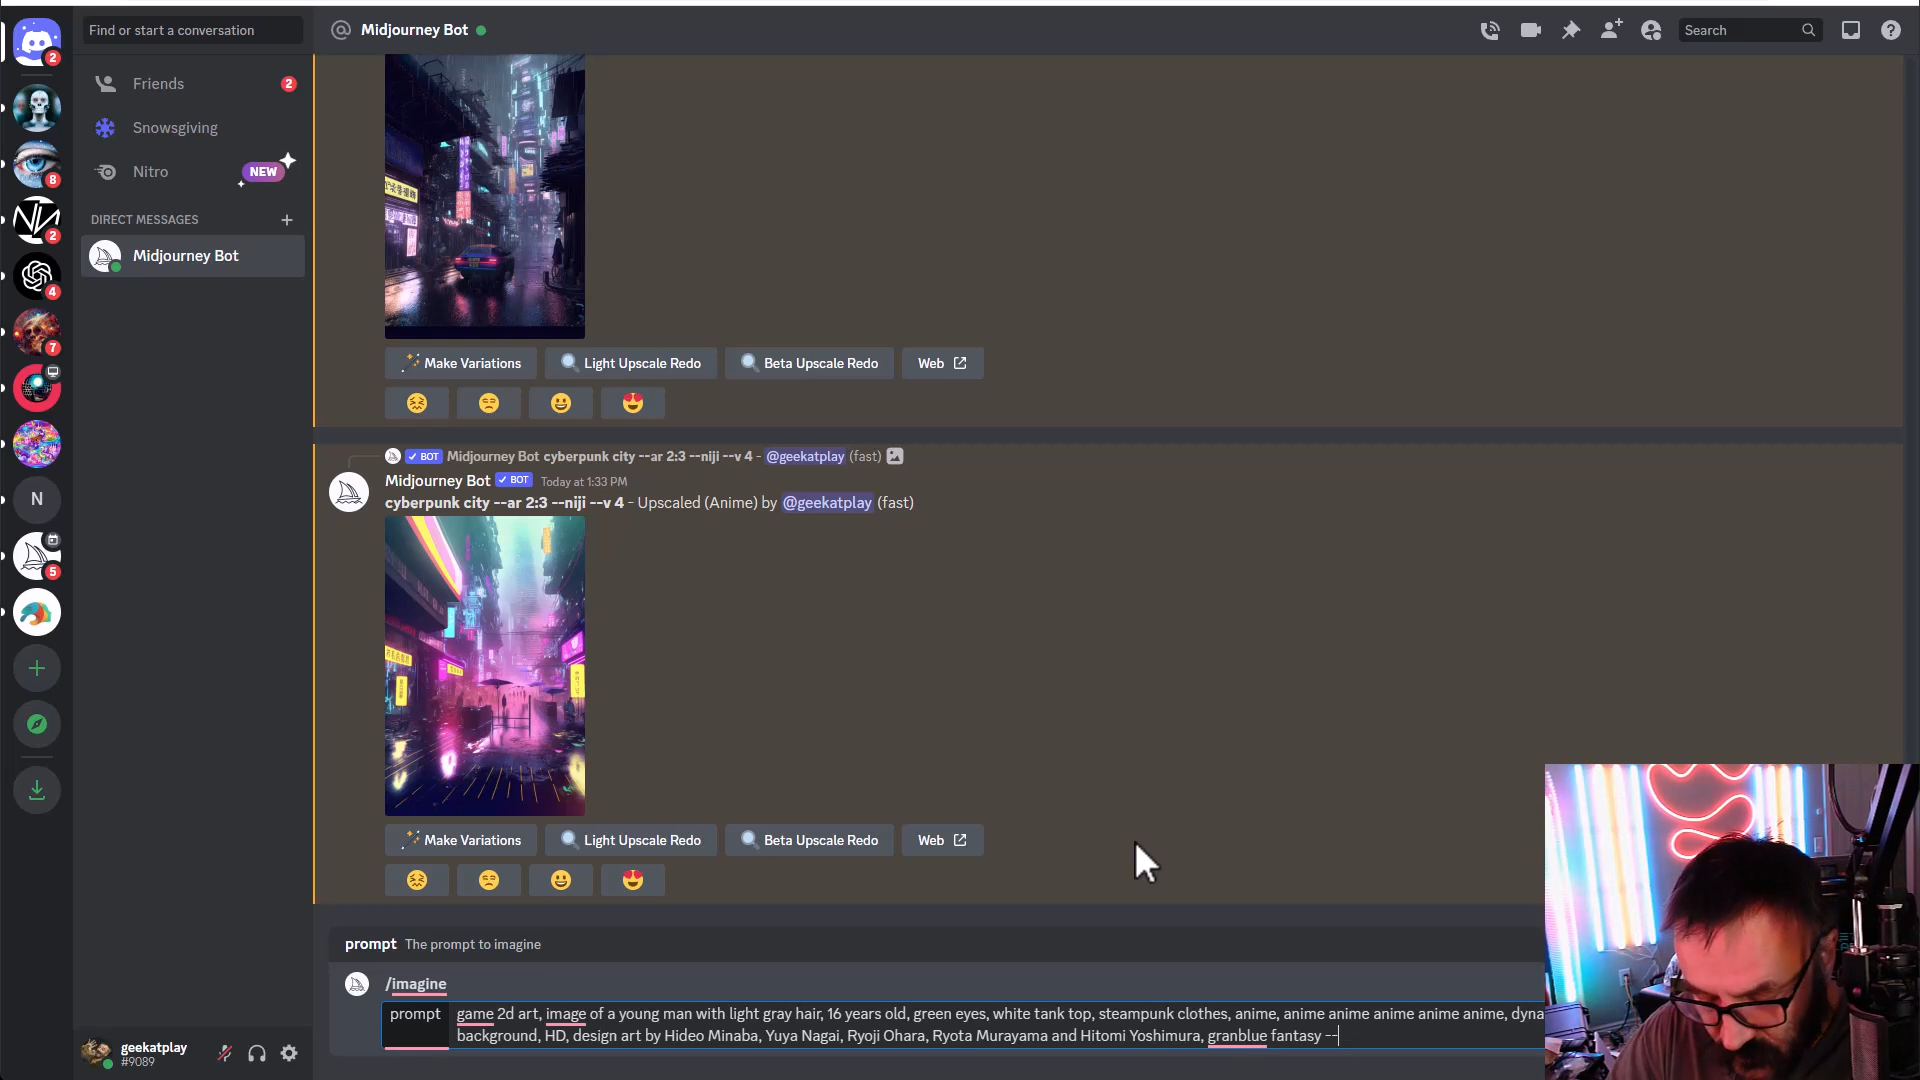 Find or start a conversation
Midjourney Bot
Search
2
Friends
2
Snowsgiving
Nitro
NEW
DIRECT MESSAGES
Midjourney Bot
8
2
4
7
N
5
Make Variations
Light Upscale Redo
Beta Upscale Redo
Web
BOT Midjourney Bot cyberpunk city --ar 2:3 --niji --v 4 - @geekatplay (fast)
Midjourney Bot BOT Today at 1:33 PM
cyberpunk city --ar 2:3 --niji --v 4 - Upscaled (Anime) by @geekatplay (fast)
Make Variations
Light Upscale Redo
Beta Upscale Redo
Web
prompt The prompt to imagine
/imagine
prompt game 2d art, image of a young man with light gray hair, 16 years old, green eyes, white tank top, steampunk clothes, anime, anime anime anime anime anime, dyna
background, HD, design art by Hideo Minaba, Yuya Nagai, Ryoji Ohara, Ryota Murayama and Hitomi Yoshimura, granblue fantasy --
geekatplay
#9089